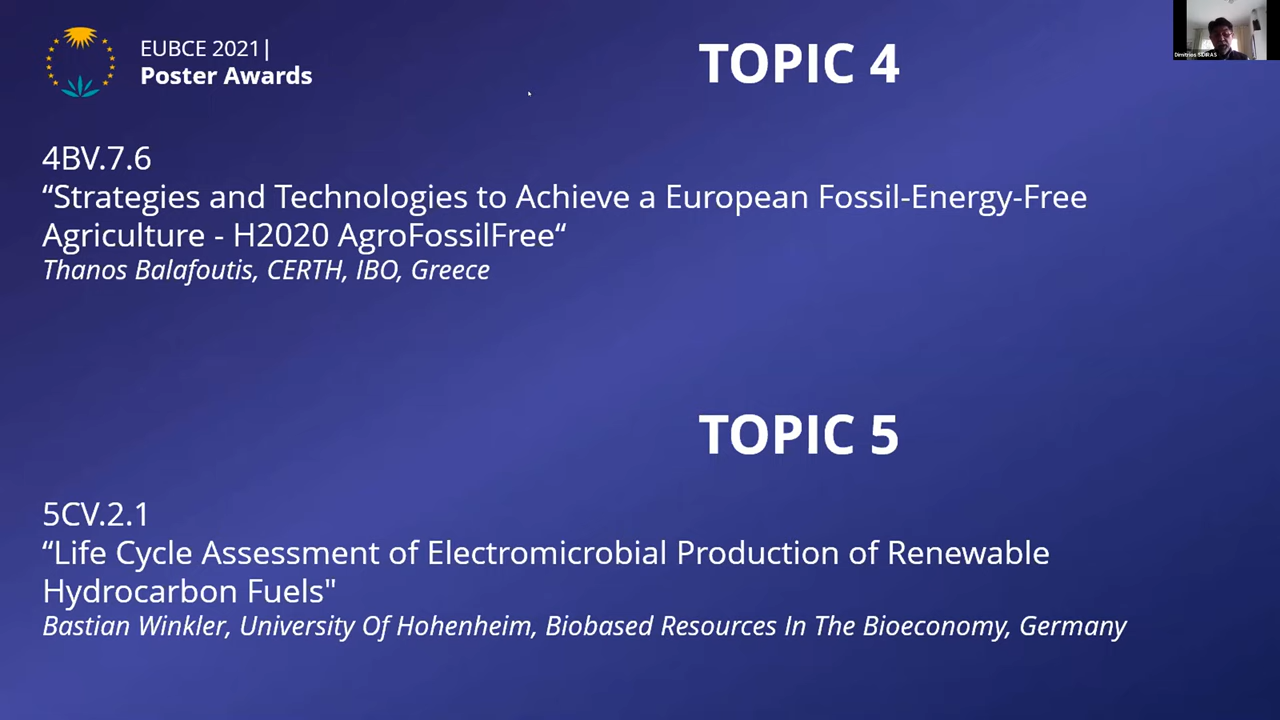 EUBCE 2021|
Poster Awards
TOPIC 4
4BV.7.6
“Strategies and Technologies to Achieve a European Fossil-Energy-Free
Agriculture - H2020 AgroFossilFree“
Thanos Balafoutis, CERTH, IBO, Greece
TOPIC 5
5CV.2.1
“Life Cycle Assessment of Electromicrobial Production of Renewable
Hydrocarbon Fuels"
Bastian Winkler, University Of Hohenheim, Biobased Resources In The Bioeconomy, Germany
Dimitrios